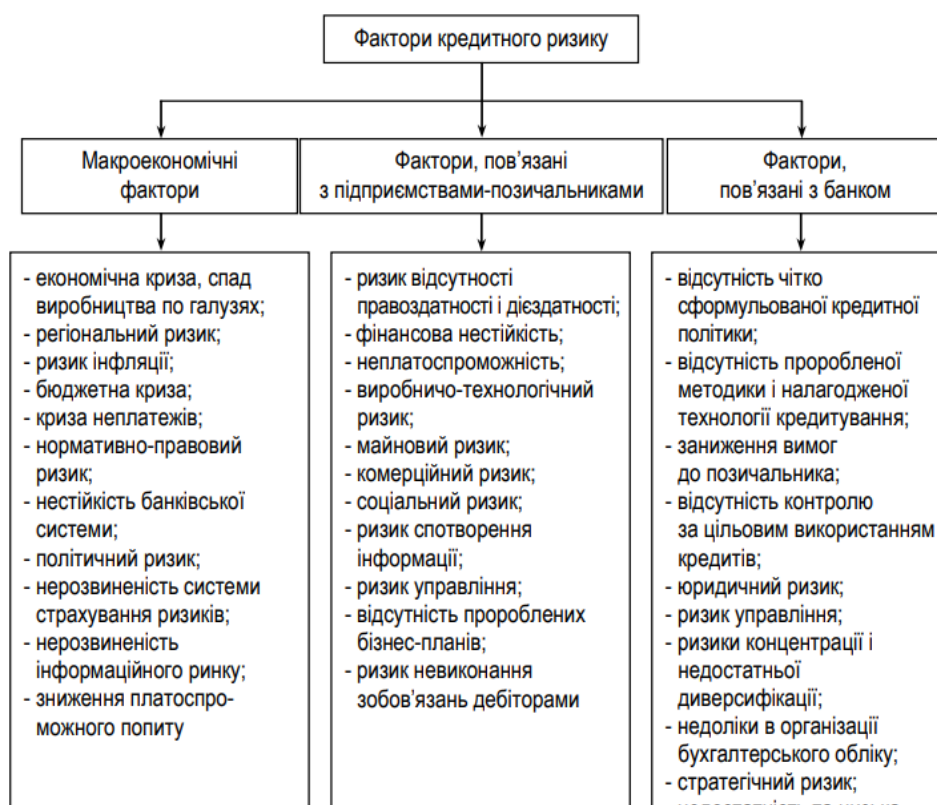 Фактори кредитного ризику
Макроекономічні
фактори
Фактори, пов’язані
з підприємствами-позичальниками
Фактори,
пов’язані з банком
- економічна криза, спад
виробництва по галузях;
- регіональний ризик;
- ризик інфляції;
- бюджетна криза;
- криза неплатежів;
- нормативно-правовий
ризик;
- нестійкість банківської
системи;
- політичний ризик;
- нерозвиненість системи
страхування ризиків;
- нерозвиненість
інформаційного ринку;
- зниження платоспро-
можного попиту
- ризик відсутності
правоздатності і дієздатності;
- фінансова нестійкість;
- неплатоспроможність;
- виробничо-технологічний
ризик;
- майновий ризик;
- комерційний ризик;
- соціальний ризик;
- ризик спотворення
інформації;
- ризик управління;
- відсутність пророблених
бізнес-планів;
- ризик невиконання
зобов’язань дебіторами
- відсутність чітко
сформульованої кредитної
політики;
- відсутність проробленої
методики і налагодженої
технології кредитування;
- заниження вимог
до позичальника;
- відсутність контролю
за цільовим використанням
кредитів;
- юридичний ризик;
- ризик управління;
- ризики концентрації і
недостатньої
диверсифікації;
- недоліки в організації
бухгалтерського обліку;
- стратегічний ризик;